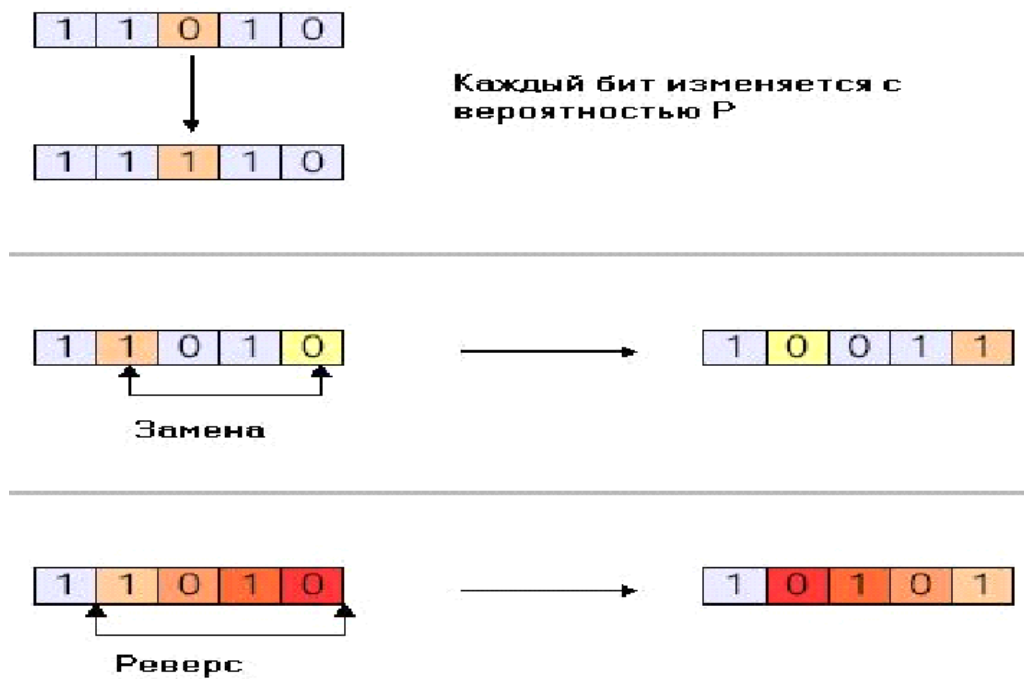 1 1 0 1 0
Каждый бит изменяется с
вероятностью P
1 1 1 1 0
1 1 0 1 0
1 0 0 1 1
Замена
1 1 0 1 0
1 0 1 0 1
Реверс